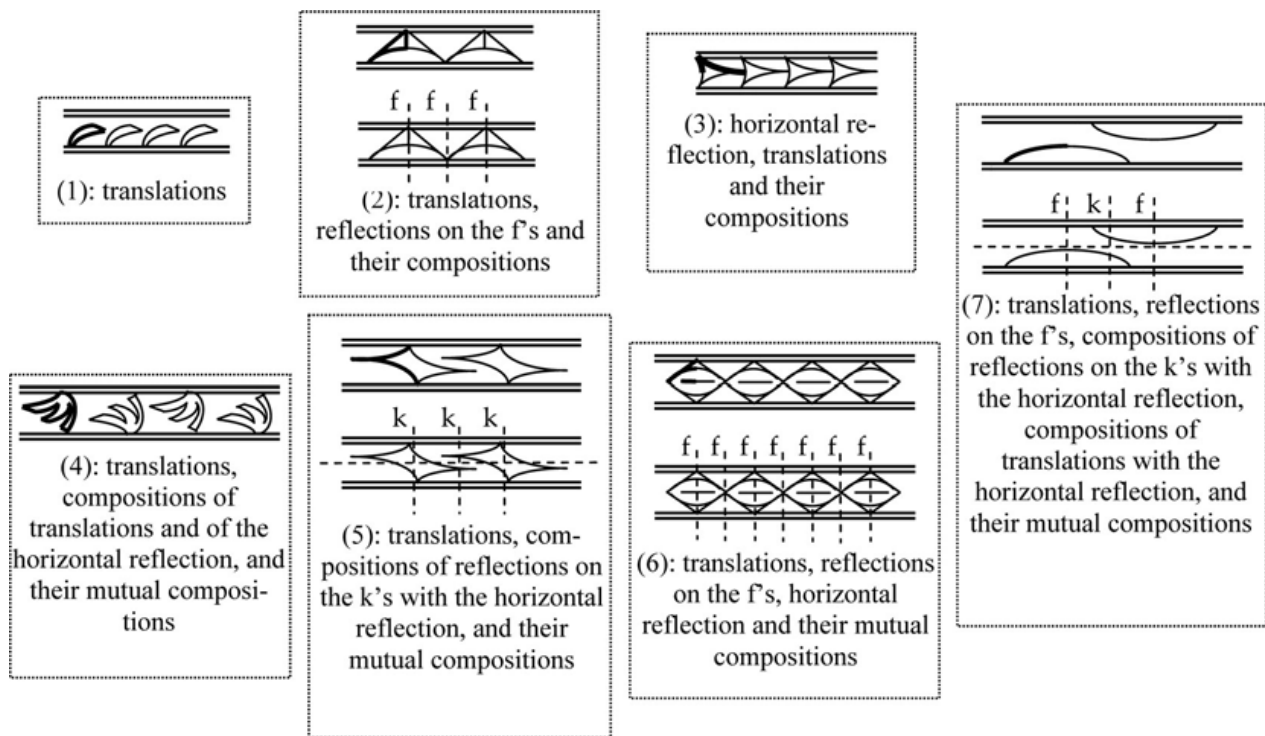 (1): translations
f f f
(2): translations,
reflections on the f's and
their compositions
(3): horizontal re-
flection, translations
and their
compositions
f k f
(7): translations, reflections
on the f's, compositions of
reflections on the k's with
the horizontal reflection,
compositions of
translations with the
horizontal reflection, and
their mutual compositions
(4): translations,
compositions of
translations and of the
horizontal reflection, and
their mutual composi-
tions
k k k
(5): translations, com-
positions of reflections on
the k's with the horizontal
reflection, and their
mutual compositions
f f f f f f f
(6): translations, reflections
on the f's, horizontal
reflection and their mutual
compositions